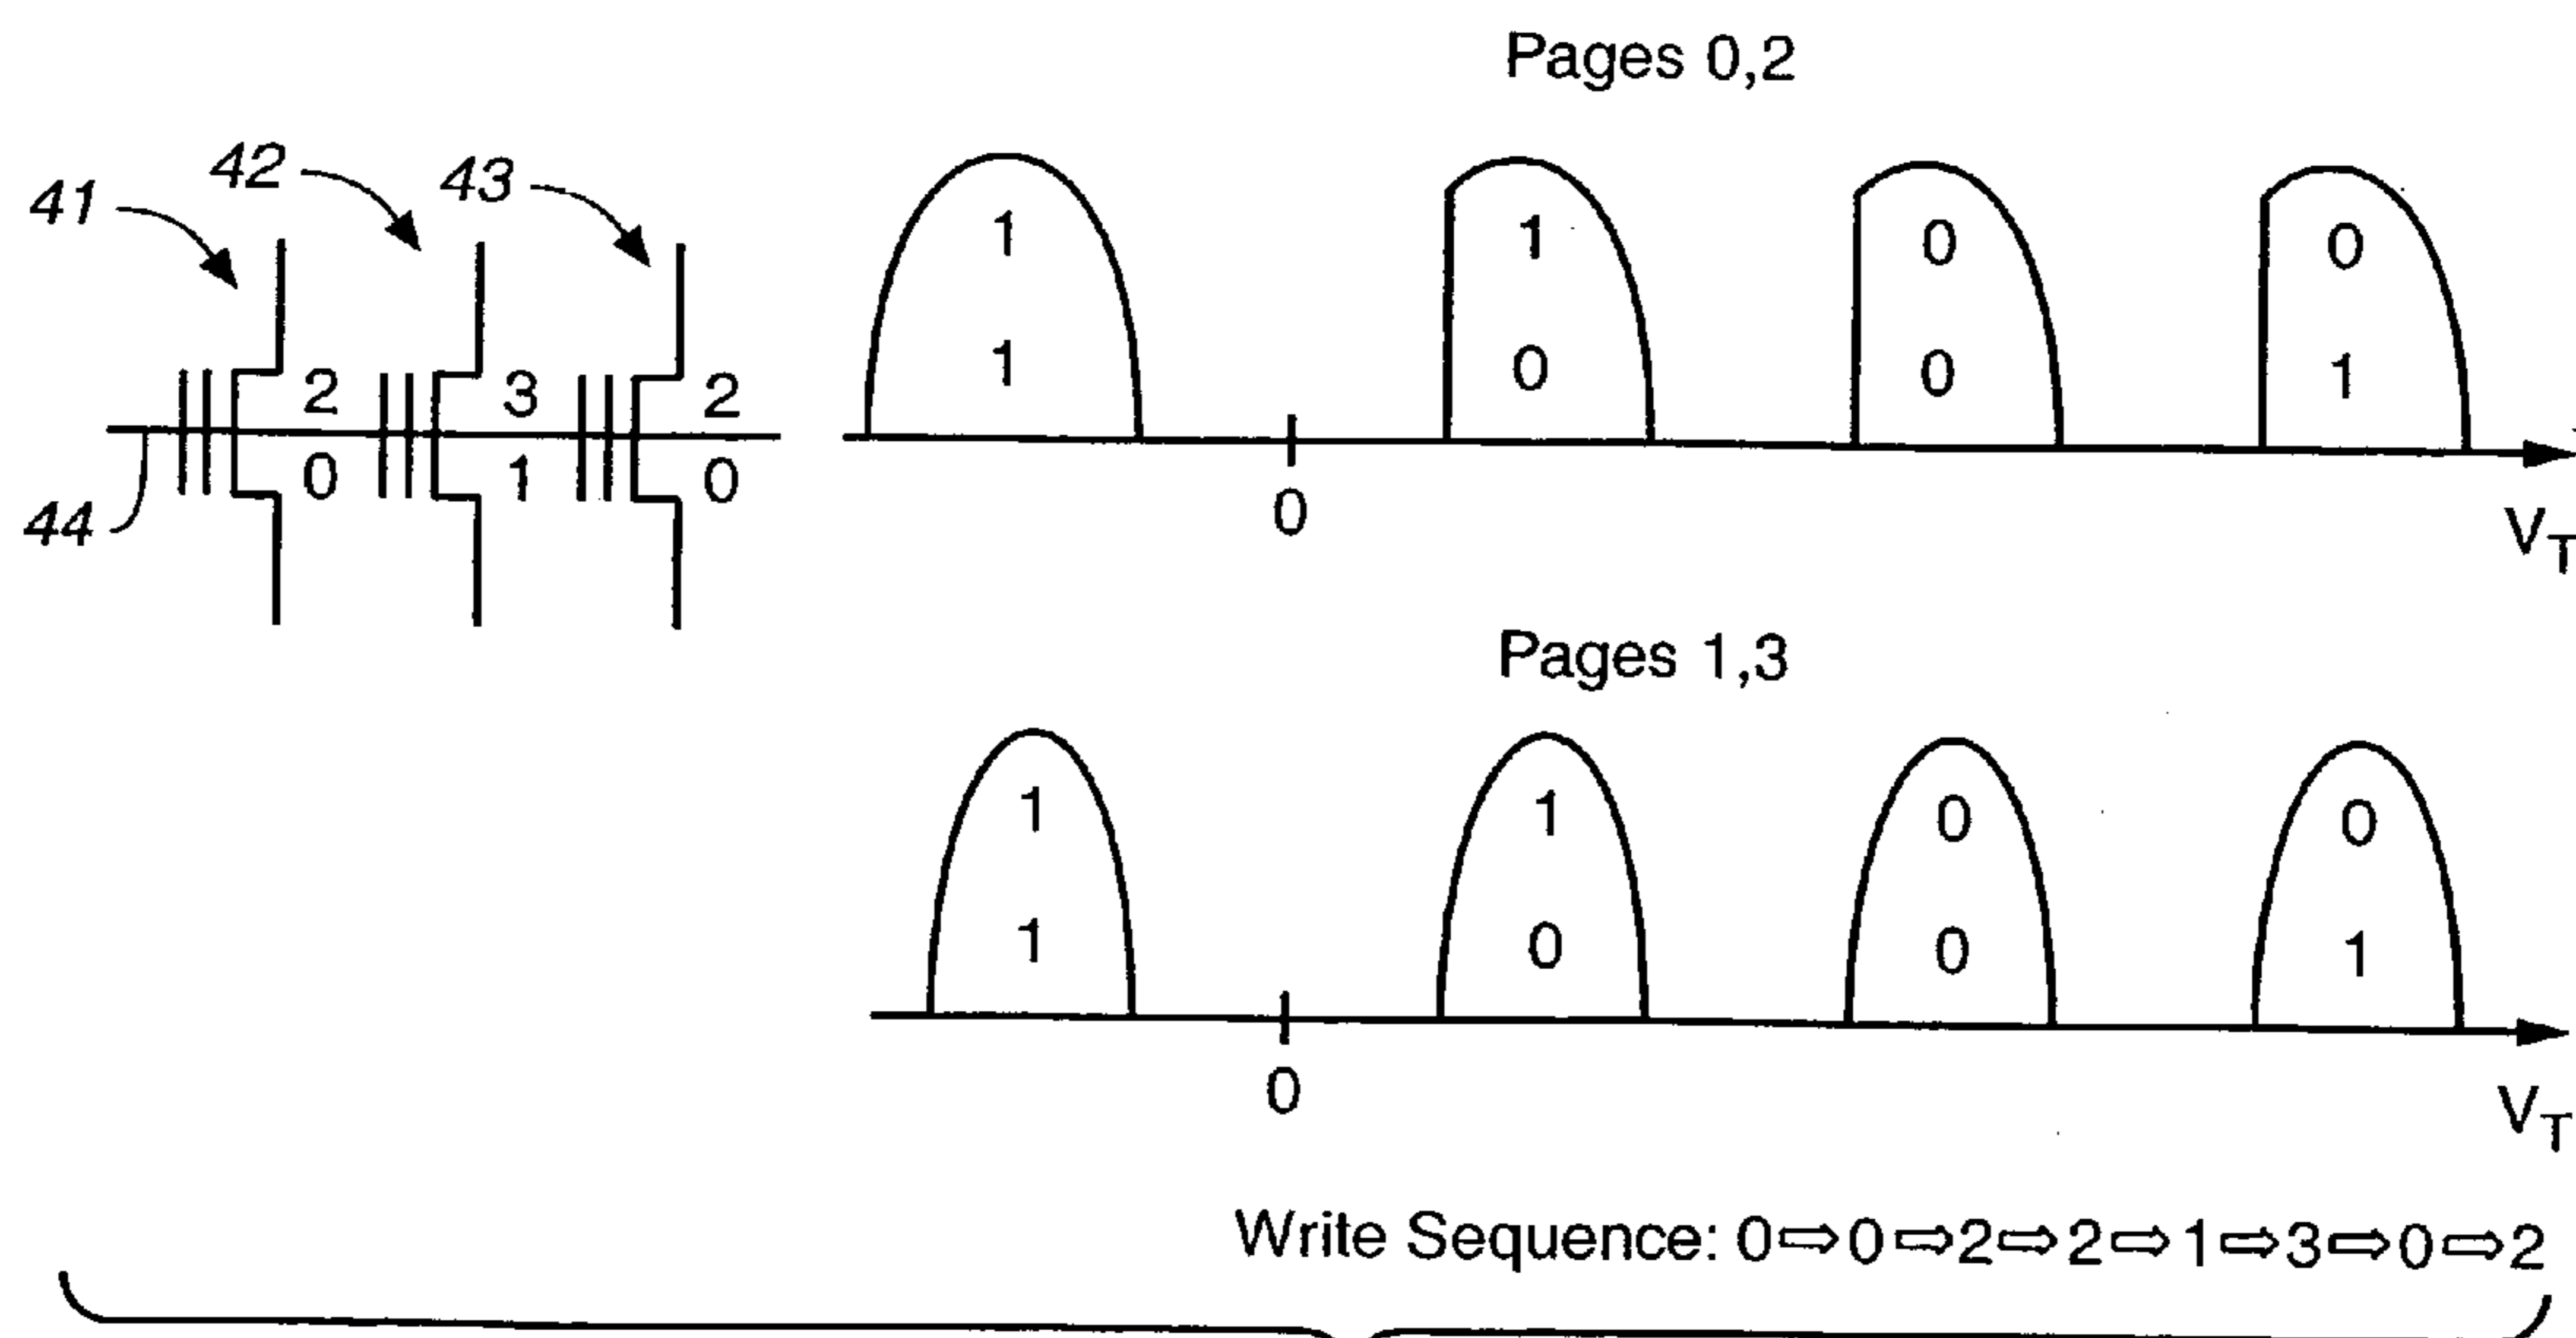 Pages 0,2
41 42 43
1 1 0 0
2 3 2
1 0 0 1
0 1 0
44
0
V_T
Pages 1,3
1 1 0 0
1 0 0 1
0
V_T
Write Sequence: 0⇨0⇨2⇨2⇨1⇨3⇨0⇨2